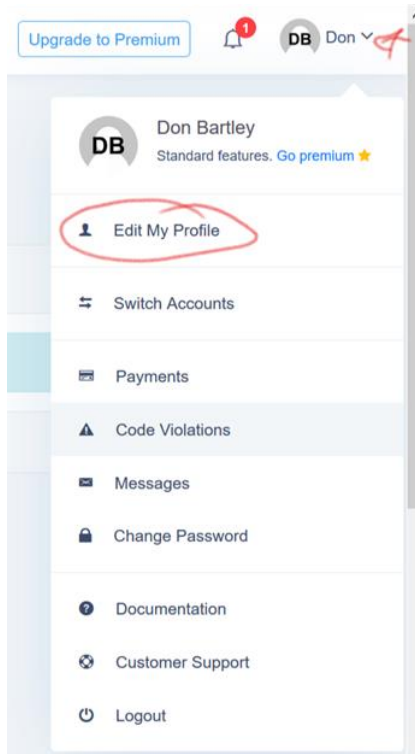 Upgrade to Premium 1 DB Don
DB Don Bartley
Standard features. Go premium
Edit My Profile
Switch Accounts
Payments
Code Violations
Messages
Change Password
Documentation
Customer Support
Logout